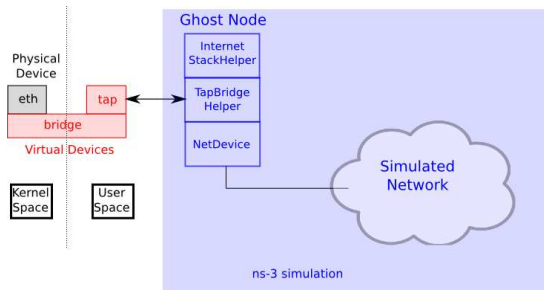 Ghost Node
Internet
StackHelper
Physical
Device
eth
tap
TapBridge
Helper
bridge
Virtual Devices
NetDevice
Simulated
Network
Kernel
Space
User
Space
ns-3 simulation